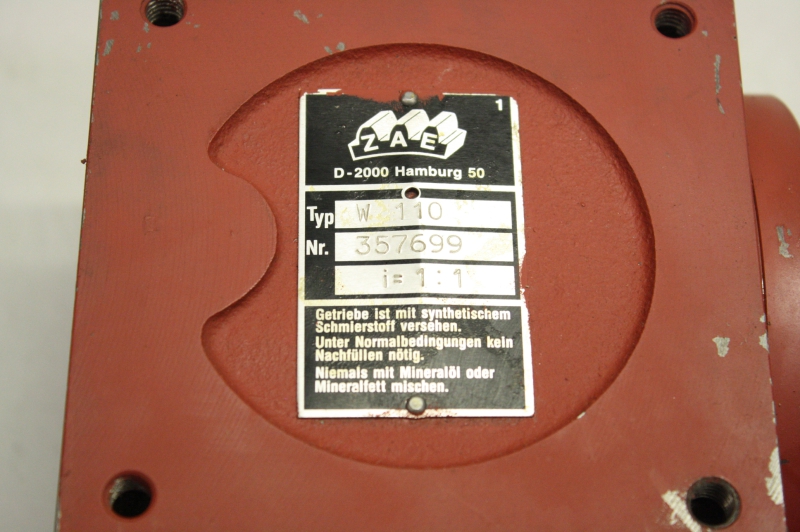 1
ZAE
D-2000 Hamburg 50
Typ W 110
Nr. 357699
i= 1:1
Getriebe ist mit synthetischem
Schmierstoff versehen.
Unter Normalbedingungen kein
Nachfüllen nötig.
Niemals mit Mineralöl oder
Mineralfett mischen.